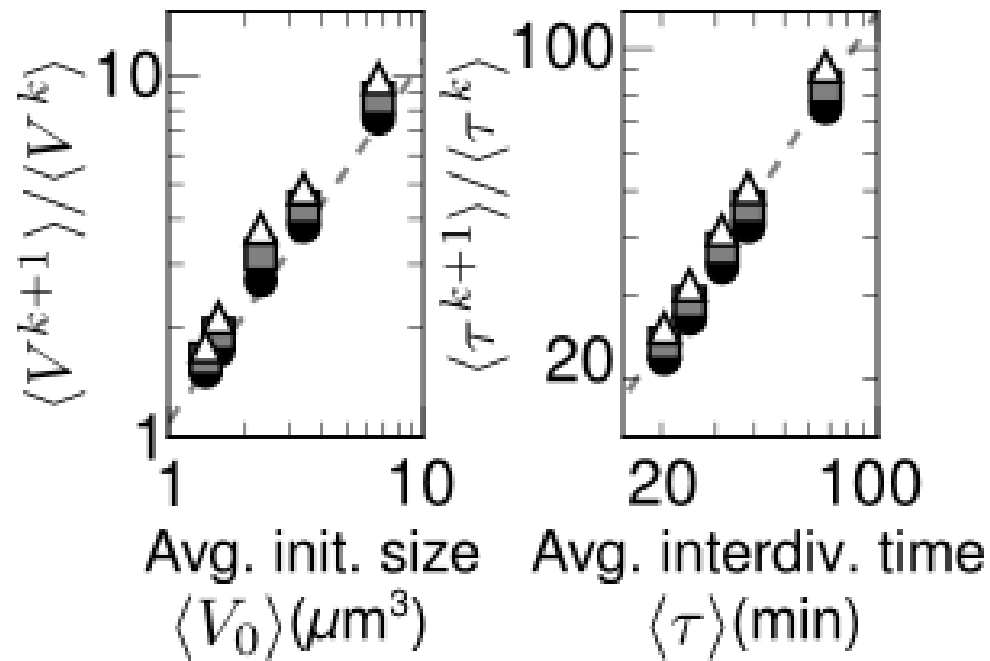 ⟨V^{k+1}⟩/⟨V^k⟩
10
1
1 10
Avg. init. size
⟨V_0⟩(μm^3)
⟨τ^{k+1}⟩/⟨τ^k⟩
100
20
20 100
Avg. interdiv. time
⟨τ⟩(min)